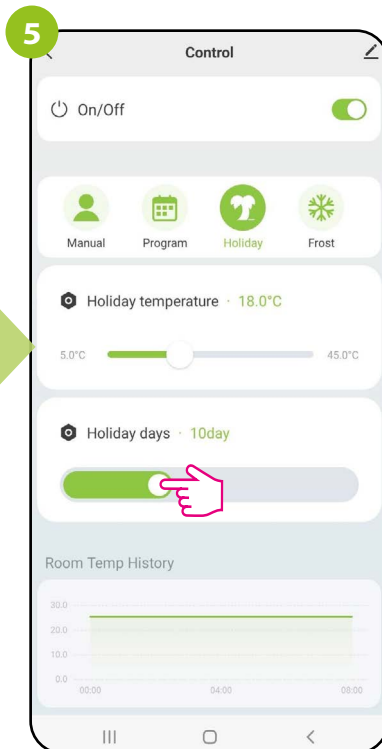 5
Control
On/Off
Manual Program Holiday Frost
Holiday temperature · 18.0°C
5.0°C 45.0°C
Holiday days · 10day
Room Temp History
30.0
20.0
10.0
0.0
00:00 04:00 08:00